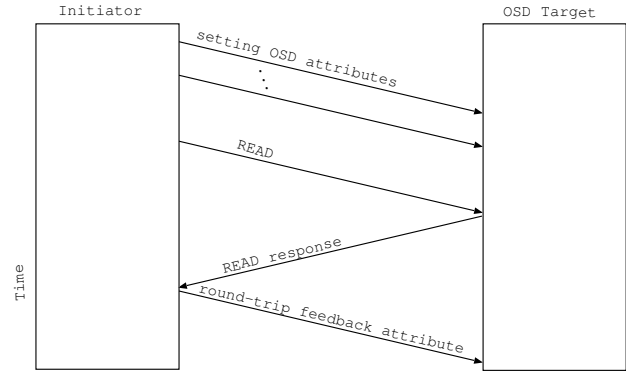 Initiator
OSD Target
setting OSD attributes
READ
READ response
round-trip feedback attribute
Time